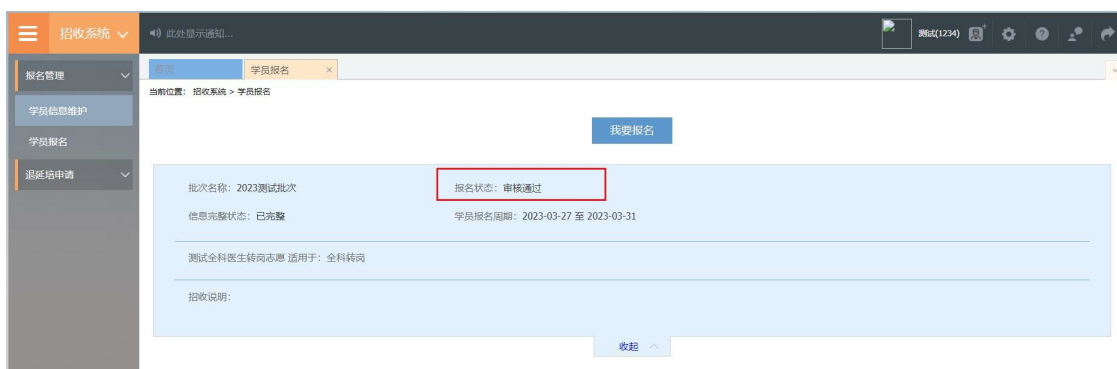 招收系统
此处显示通知...
测试(1234)
报名管理
首页
学员报名 ×
当前位置： 招收系统 > 学员报名
学员信息维护
学员报名
退延培申请
我要报名
批次名称：2023测试批次
报名状态：审核通过
信息完整状态：已完整
学员报名周期：2023-03-27 至 2023-03-31
测试全科医生转岗志愿 适用于：全科转岗
招收说明：
收起